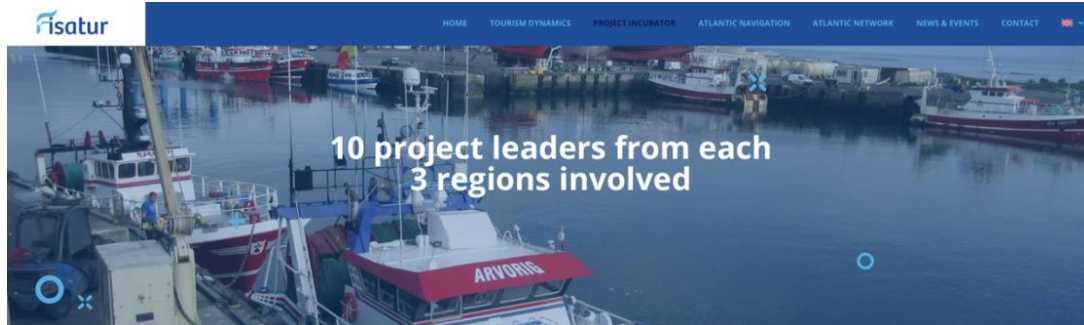 Fisatur
HOME TOURISM DYNAMICS PROJECT INCUBATOR ATLANTIC NAVIGATION ATLANTIC NETWORK NEWS & EVENTS CONTACT
10 project leaders from each
3 regions involved
ARVORIG